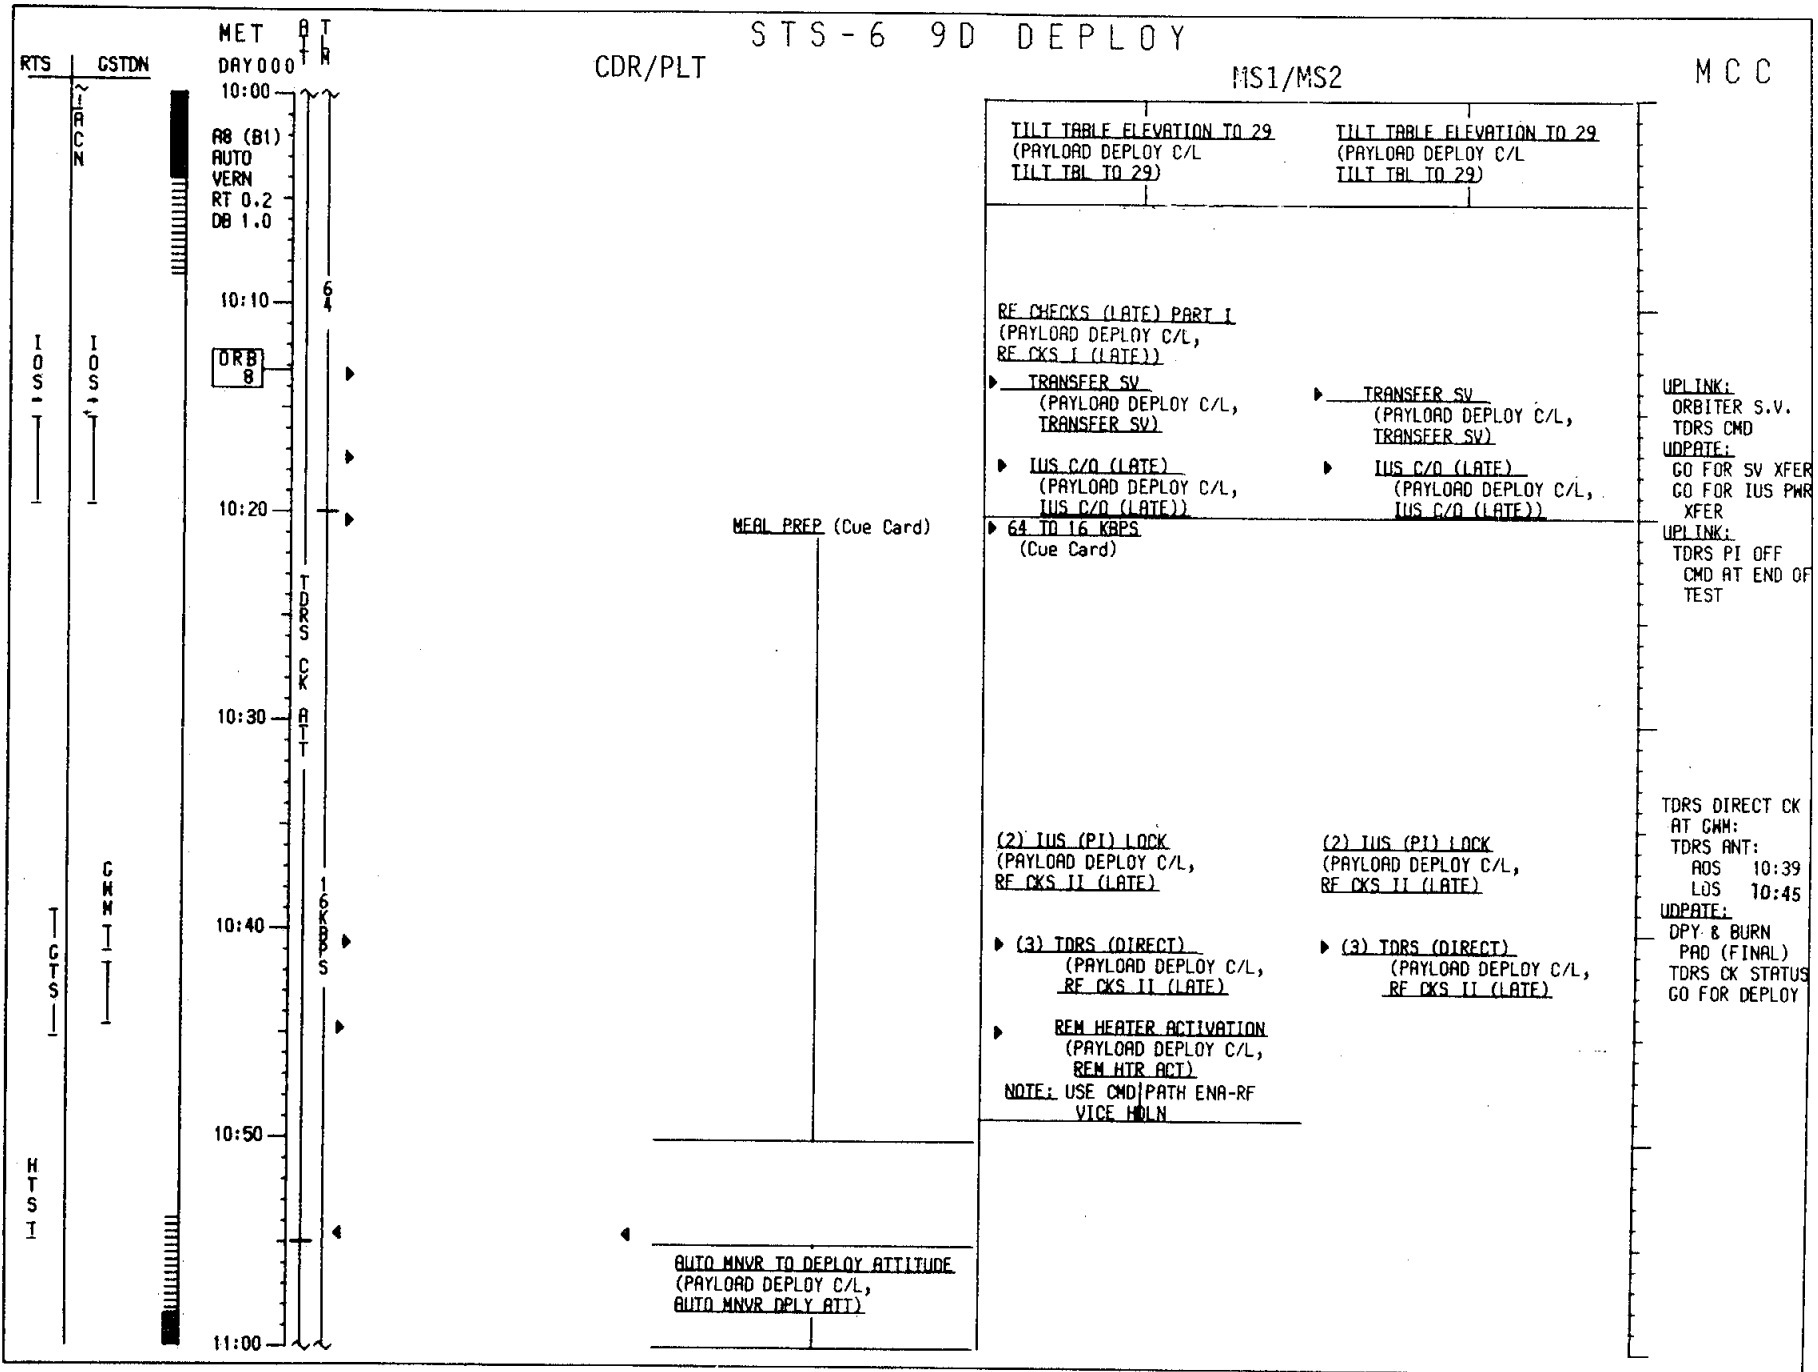 STS-6 9D DEPLOY
RTS
GSTDN
MET
DAY000
ATT
TLM
CDR/PLT
MS1/MS2
MCC
10:00
ACN
A8 (B1)
AUTO
VERN
RT 0.2
DB 1.0
10:10
64
IOS
IOS
ORB
8
10:20
TDRS CK ATT
10:30
GWM
16KBPS
10:40
GTS
10:50
HTS
11:00
MEAL PREP (Cue Card)
AUTO MNVR TO DEPLOY ATTITUDE
(PAYLOAD DEPLOY C/L,
AUTO MNVR DPLY ATT)
TILT TABLE ELEVATION TO 29
(PAYLOAD DEPLOY C/L
TILT TBL TO 29)
TILT TABLE ELEVATION TO 29
(PAYLOAD DEPLOY C/L
TILT TBL TO 29)
RF CHECKS (LATE) PART I
(PAYLOAD DEPLOY C/L,
RF CKS I (LATE))
TRANSFER SV
(PAYLOAD DEPLOY C/L,
TRANSFER SV)
TRANSFER SV
(PAYLOAD DEPLOY C/L,
TRANSFER SV)
IUS C/O (LATE)
(PAYLOAD DEPLOY C/L,
IUS C/O (LATE))
IUS C/O (LATE)
(PAYLOAD DEPLOY C/L,
IUS C/O (LATE))
64 TO 16 KBPS
(Cue Card)
(2) IUS (PI) LOCK
(PAYLOAD DEPLOY C/L,
RF CKS II (LATE)
(2) IUS (PI) LOCK
(PAYLOAD DEPLOY C/L,
RF CKS II (LATE)
(3) TDRS (DIRECT)
(PAYLOAD DEPLOY C/L,
RF CKS II (LATE)
(3) TDRS (DIRECT)
(PAYLOAD DEPLOY C/L,
RF CKS II (LATE)
REM HEATER ACTIVATION
(PAYLOAD DEPLOY C/L,
REM HTR ACT)
NOTE: USE CMD PATH ENA-RF
VICE HDLN
UPLINK:
ORBITER S.V.
TDRS CMD
UDPATE:
GO FOR SV XFER
GO FOR IUS PWR
XFER
UPLINK:
TDRS PI OFF
CMD AT END OF
TEST
TDRS DIRECT CK
AT GWM:
TDRS ANT:
AOS 10:39
LOS 10:45
UDPATE:
DPY & BURN
PAD (FINAL)
TDRS CK STATUS
GO FOR DEPLOY